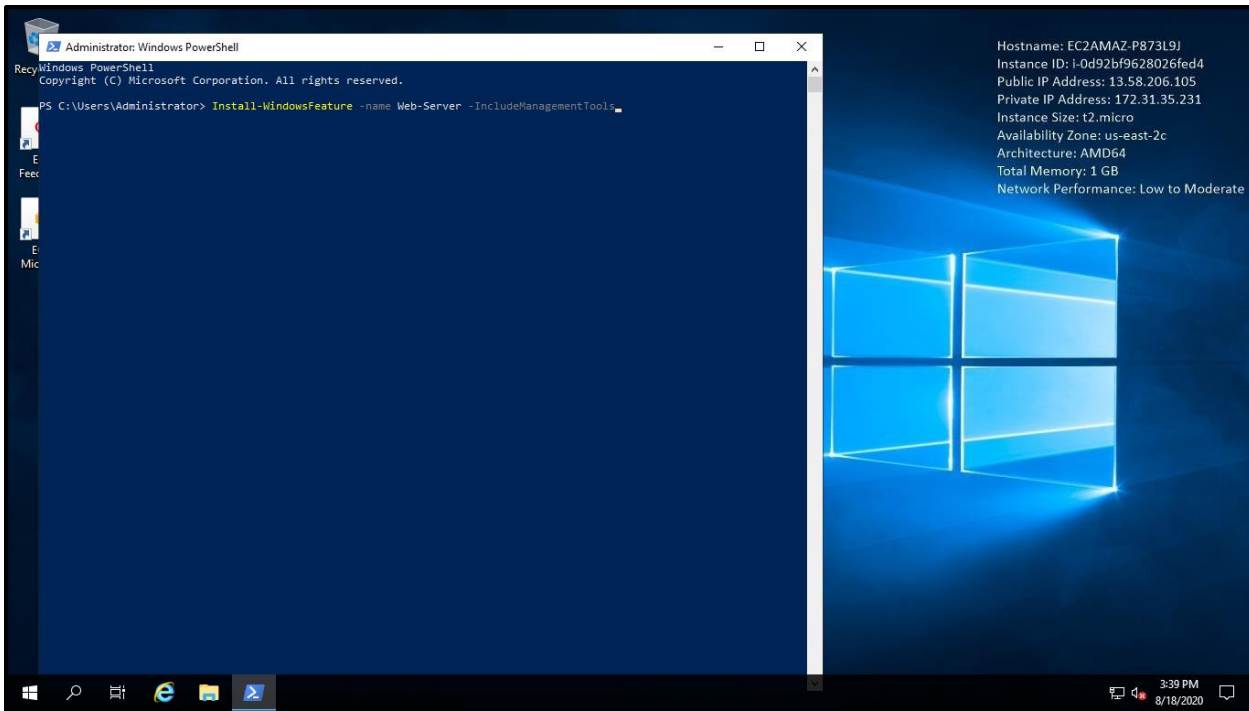 Administrator: Windows PowerShell
Windows PowerShell
Copyright (C) Microsoft Corporation. All rights reserved.
PS C:\Users\Administrator> Install-WindowsFeature -name Web-Server -IncludeManagementTools
Recy
E
Feed
E
Mic
Hostname: EC2AMAZ-P873L9J
Instance ID: i-0d92bf9628026fed4
Public IP Address: 13.58.206.105
Private IP Address: 172.31.35.231
Instance Size: t2.micro
Availability Zone: us-east-2c
Architecture: AMD64
Total Memory: 1 GB
Network Performance: Low to Moderate
3:39 PM
8/18/2020